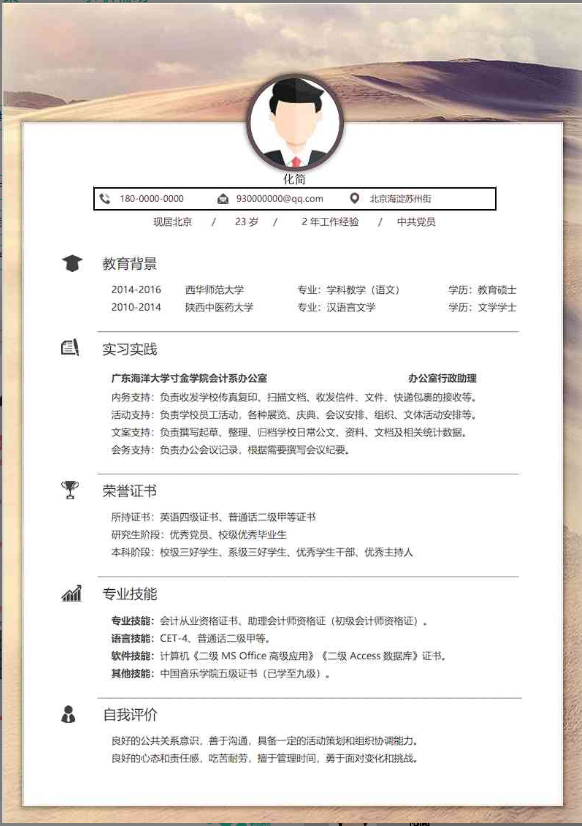 化简
180-0000-0000 930000000@qq.com 北京海淀苏州街
现居北京 / 23 岁 / 2 年工作经验 / 中共党员
教育背景
2014-2016 西华师范大学 专业：学科教学（语文） 学历：教育硕士
2010-2014 陕西中医药大学 专业：汉语言文学 学历：文学学士
实习实践
广东海洋大学寸金学院会计系办公室 办公室行政助理
内务支持：负责收发学校传真复印、扫描文档、收发信件、文件、快递包裹的接收等。
活动支持：负责学校员工活动，各种展览、庆典、会议安排、组织、文体活动安排等。
文案支持：负责撰写起草、整理、归档学校日常公文、资料、文档及相关统计数据。
会务支持：负责办公会议记录，根据需要撰写会议纪要。
荣誉证书
所持证书：英语四级证书、普通话二级甲等证书
研究生阶段：优秀党员、校级优秀毕业生
本科阶段：校级三好学生、系级三好学生、优秀学生干部、优秀主持人
专业技能
专业技能：会计从业资格证书、助理会计师资格证（初级会计师资格证）。
语言技能：CET-4、普通话二级甲等。
软件技能：计算机《二级 MS Office 高级应用》《二级 Access 数据库》证书。
其他技能：中国音乐学院五级证书（已学至九级）。
自我评价
良好的公共关系意识，善于沟通，具备一定的活动策划和组织协调能力。
良好的心态和责任感，吃苦耐劳，擅于管理时间，勇于面对变化和挑战。